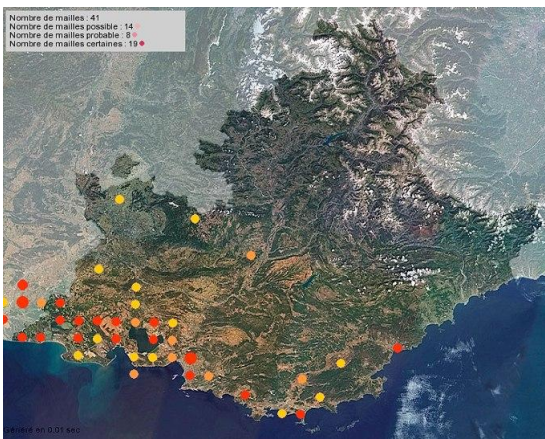 Nombre de mailles : 41
Nombre de mailles possible : 14
Nombre de mailles probable : 8
Nombre de mailles certaines : 19
Généré en 0.01 sec.